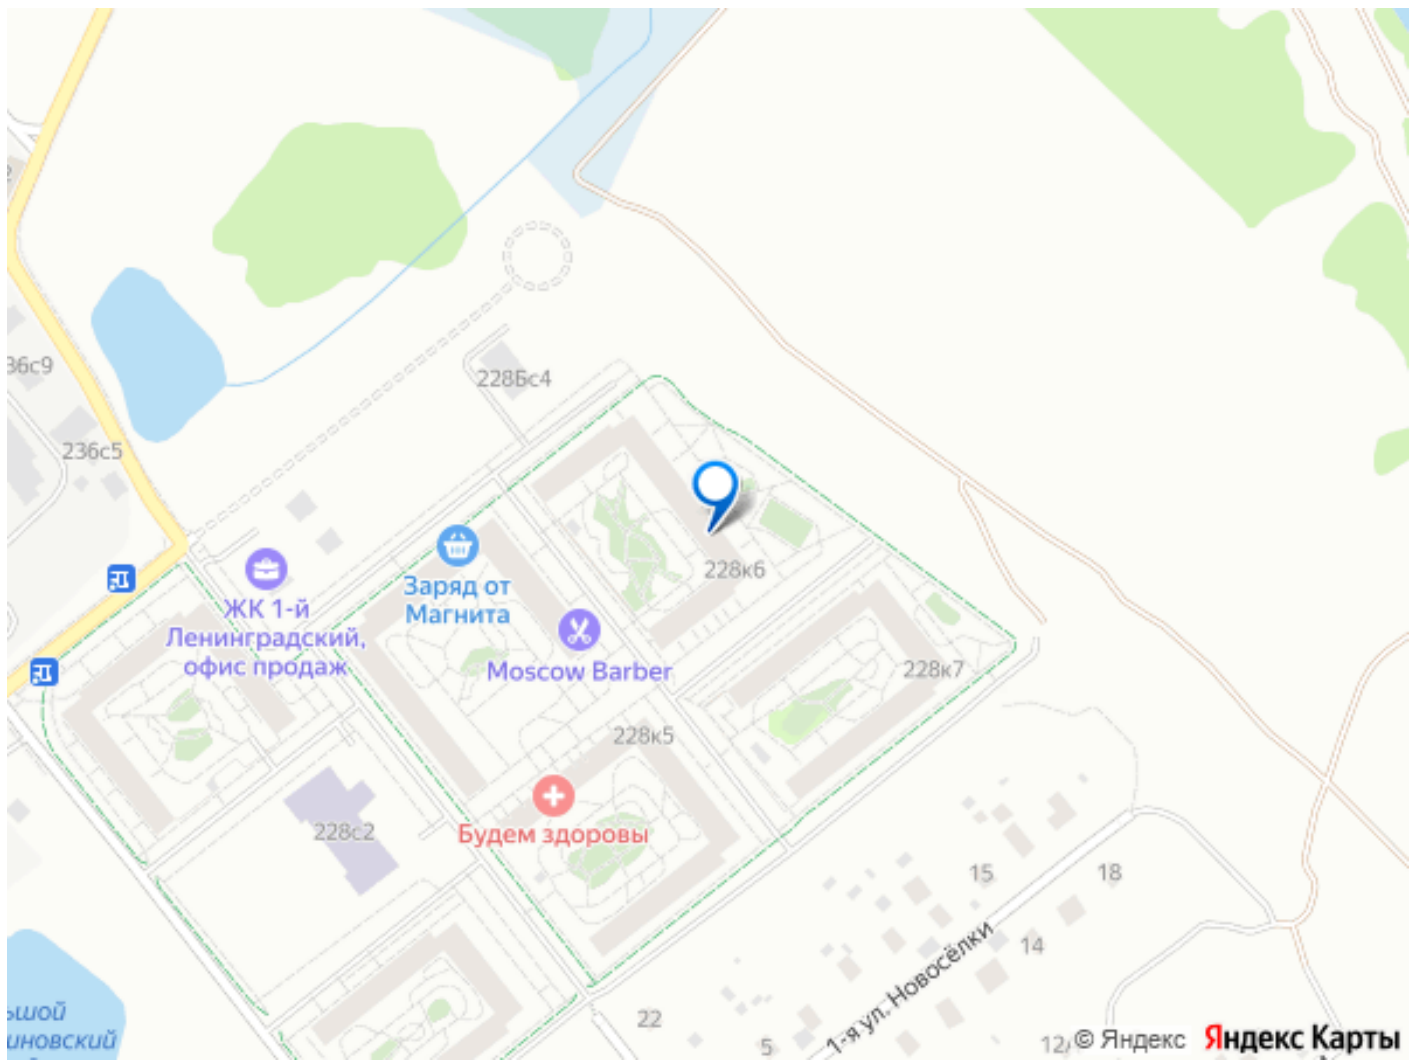 36с9
228Бс4
236с5
228к6
Заряд от
Магнита
ЖК 1-й
Ленинградский,
офис продаж
Moscow Barber
228к7
228к5
228с2
Будем здоровы
15
18
14
1-я ул. Новосёлки
22
5
© Яндекс
Яндекс Карты